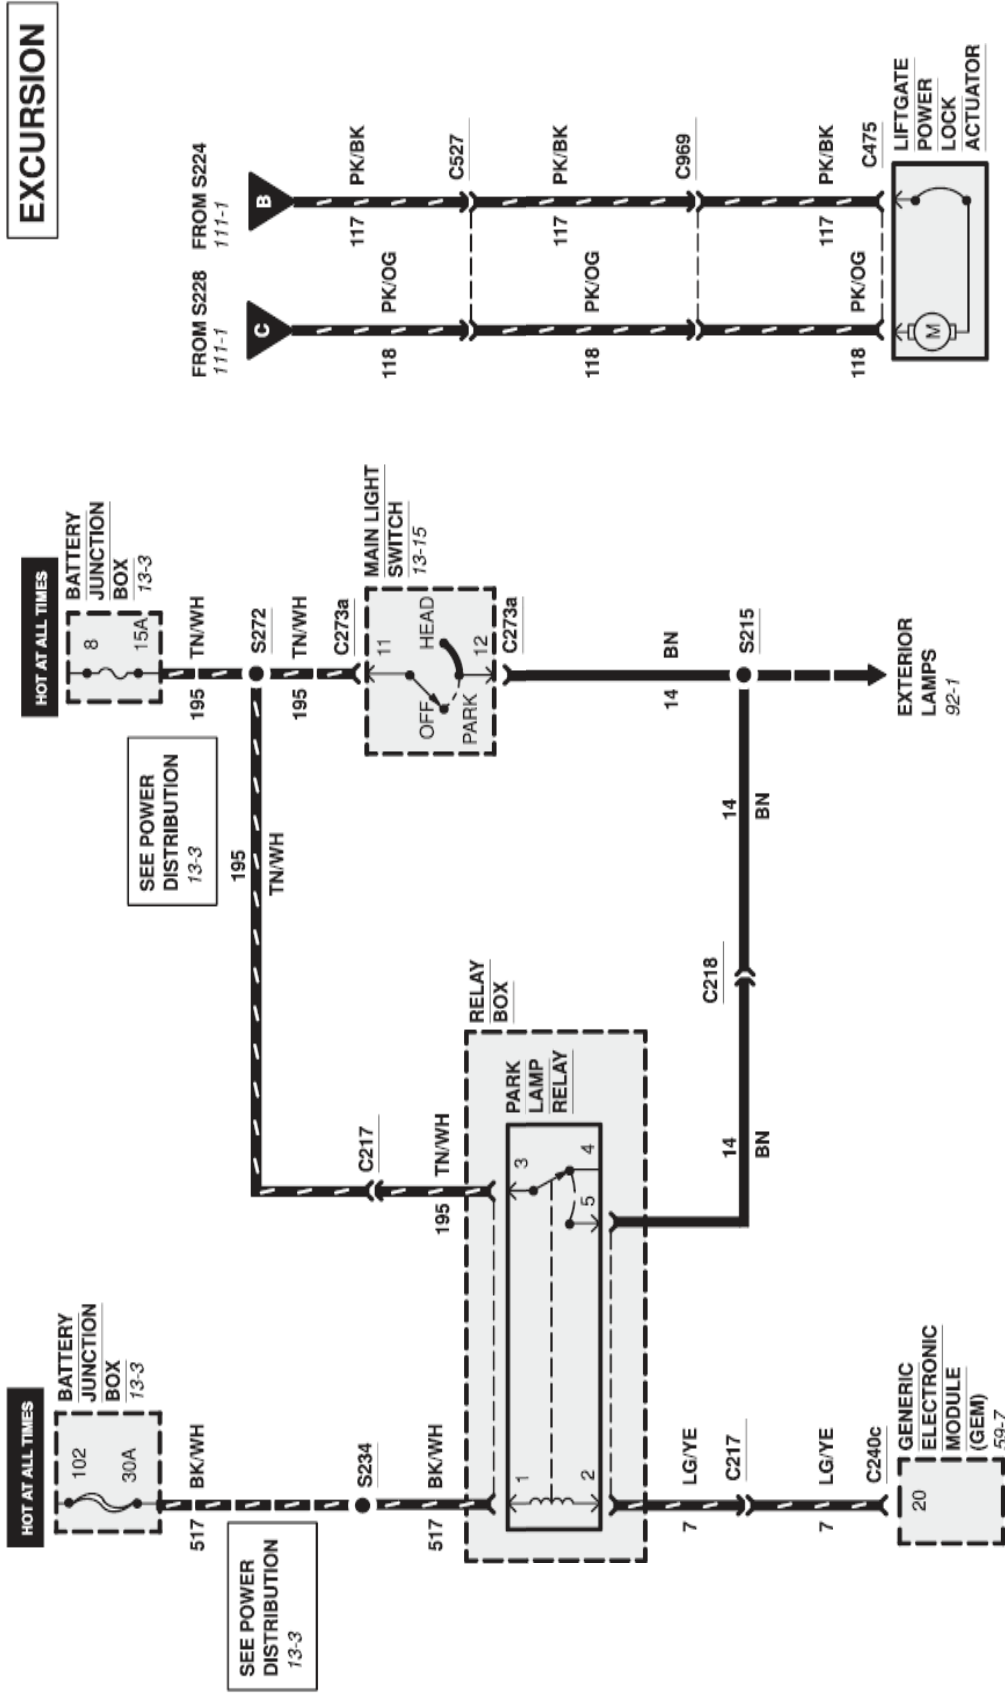 HOT AT ALL TIMES
102
30A
BATTERY
JUNCTION
BOX
13-3
517
BK/WH
SEE POWER
DISTRIBUTION
13-3
S234
517
BK/WH
HOT AT ALL TIMES
8
15A
BATTERY
JUNCTION
BOX 13-3
195
TN/WH
SEE POWER
DISTRIBUTION
13-3
S272
195
TN/WH
195
TN/WH
C273a
11
OFF
HEAD
PARK
12
MAIN LIGHT
SWITCH
13-15
C273a
C217
195
TN/WH
RELAY
BOX
PARK
LAMP
RELAY
1
2
3
5
4
14
BN
S215
14
BN
C218
14
BN
EXTERIOR
LAMPS
92-1
7
LG/YE
C217
7
LG/YE
C240c
20
GENERIC
ELECTRONIC
MODULE
(GEM)
59-7
EXCURSION
FROM S228
111-1
C
FROM S224
111-1
B
118
PK/OG
117
PK/BK
C527
118
PK/OG
117
PK/BK
C969
118
PK/OG
117
PK/BK
C475
M
LIFTGATE
POWER
LOCK
ACTUATOR